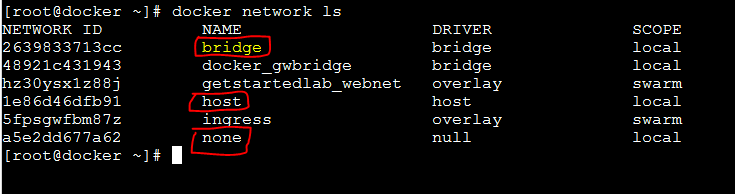 [root@docker ~]# docker network ls
NETWORK ID NAME DRIVER SCOPE
2639833713cc bridge bridge local
48921c431943 docker_gwbridge bridge local
hz30ysx1z88j getstartedlab_webnet overlay swarm
1e86d46dfb91 host host local
5fpsgwfbm87z ingress overlay swarm
a5e2dd677a62 none null local
[root@docker ~]#